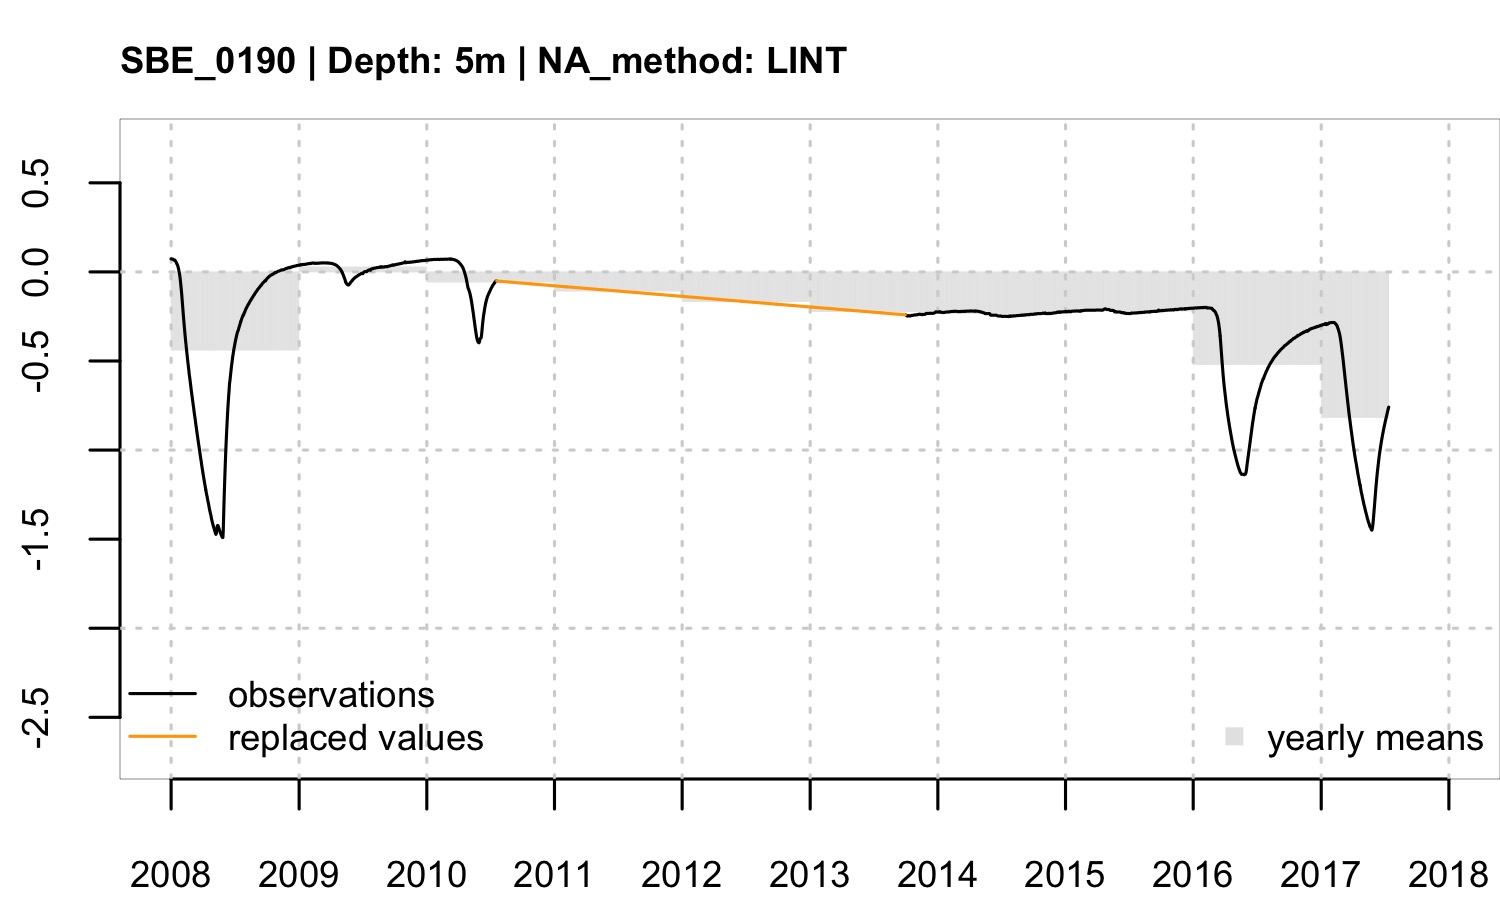 SBE_0190 | Depth: 5m | NA_method: LINT
0.5
0.0
-0.5
-1.5
-2.5
observations
replaced values
yearly means
2008 2009 2010 2011 2012 2013 2014 2015 2016 2017 2018